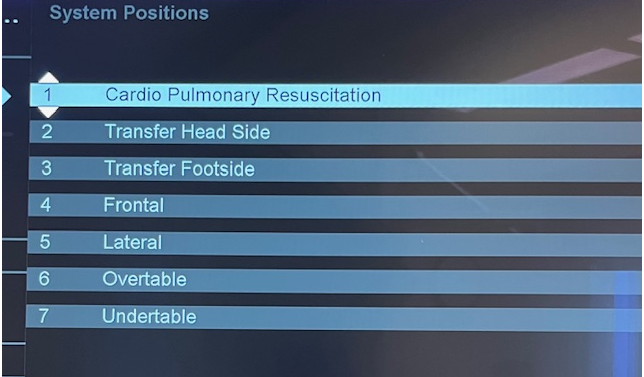 System Positions
1 Cardio Pulmonary Resuscitation
2 Transfer Head Side
3 Transfer Footside
4 Frontal
5 Lateral
6 Overtable
7 Undertable